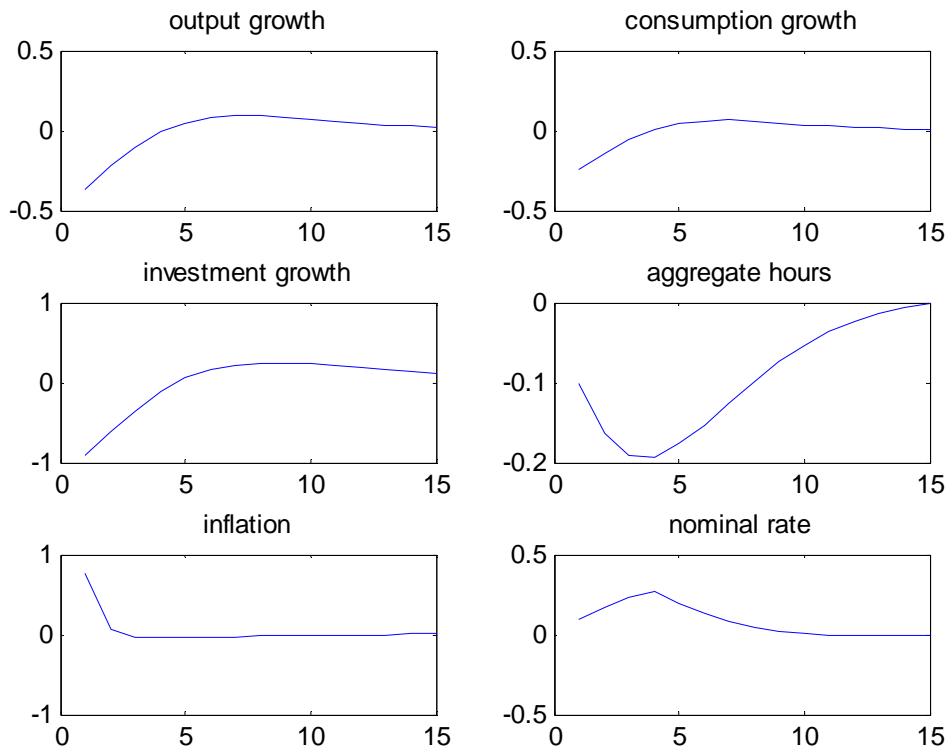 output growth
consumption growth
0.5
0
-0.5
0 5 10 15
0.5
0
-0.5
0 5 10 15
investment growth
aggregate hours
1
0
-1
0 5 10 15
0
-0.1
-0.2
0 5 10 15
inflation
nominal rate
1
0
-1
0 5 10 15
0.5
0
-0.5
0 5 10 15